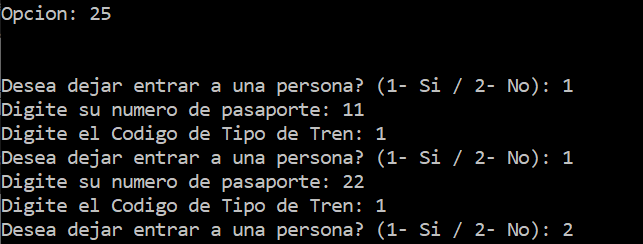 Opcion: 25
Desea dejar entrar a una persona? (1- Si / 2- No): 1
Digite su numero de pasaporte: 11
Digite el Codigo de Tipo de Tren: 1
Desea dejar entrar a una persona? (1- Si / 2- No): 1
Digite su numero de pasaporte: 22
Digite el Codigo de Tipo de Tren: 1
Desea dejar entrar a una persona? (1- Si / 2- No): 2